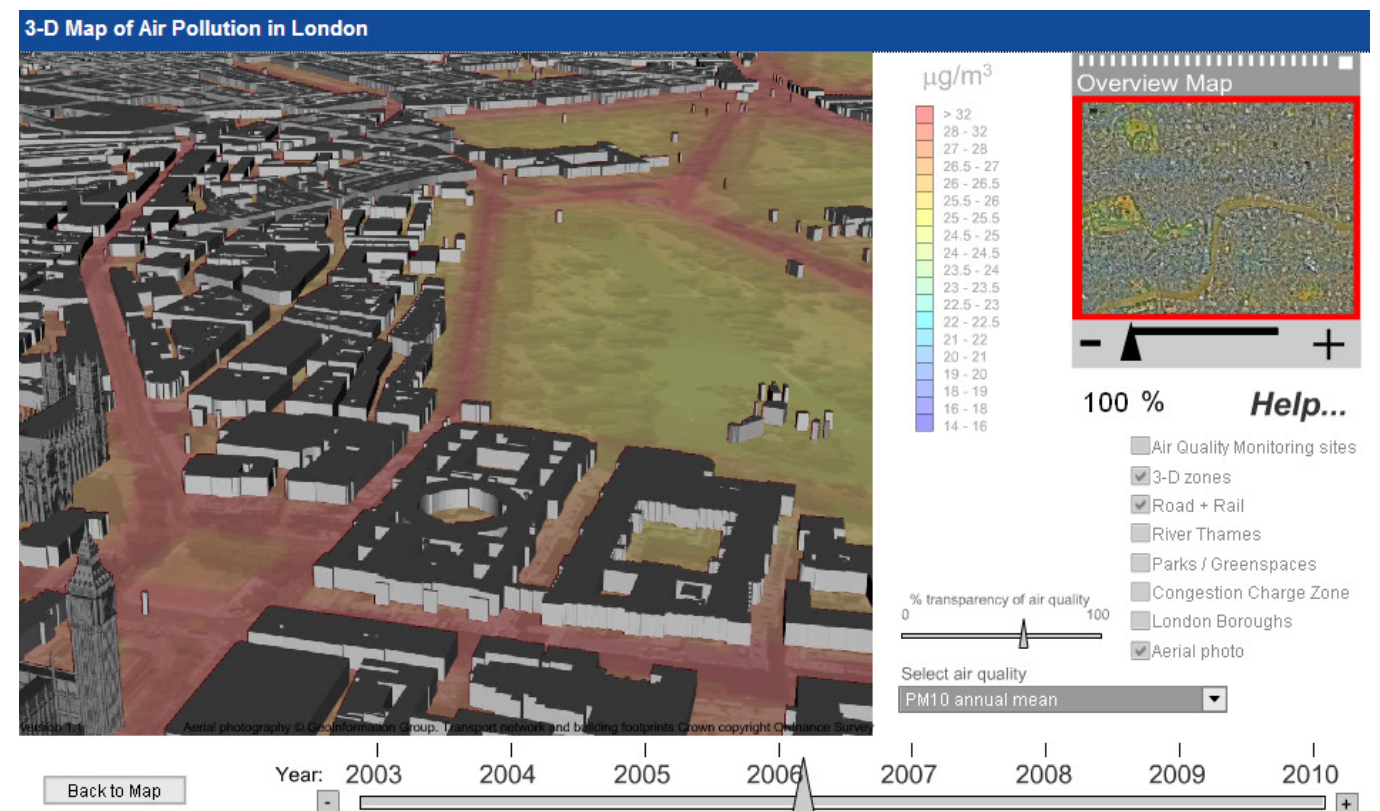 3-D Map of Air Pollution in London
µg/m³
> 32
28 - 32
27 - 28
26.5 - 27
26 - 26.5
25.5 - 26
25 - 25.5
24.5 - 25
24 - 24.5
23.5 - 24
23 - 23.5
22.5 - 23
22 - 22.5
21 - 22
20 - 21
19 - 20
18 - 19
16 - 18
14 - 16
Overview Map
- +
100 % Help...
Air Quality Monitoring sites
3-D zones
Road + Rail
River Thames
Parks / Greenspaces
Congestion Charge Zone
London Boroughs
Aerial photo
% transparency of air quality
0 100
Select air quality
PM10 annual mean
Version 1.1 Aerial photography © GeoInformation Group. Transport network and building footprints Crown copyright Ordnance Survey
Back to Map
Year: 2003 2004 2005 2006 2007 2008 2009 2010
- +